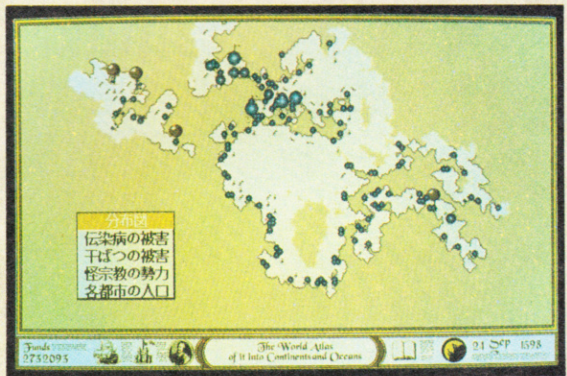 分布図
伝染病の被害
干ばつの被害
怪宗教の勢力
各都市の人口
Funds
2752095
The World Atlas
of it Into Continents and Oceans
24 SEP 1598